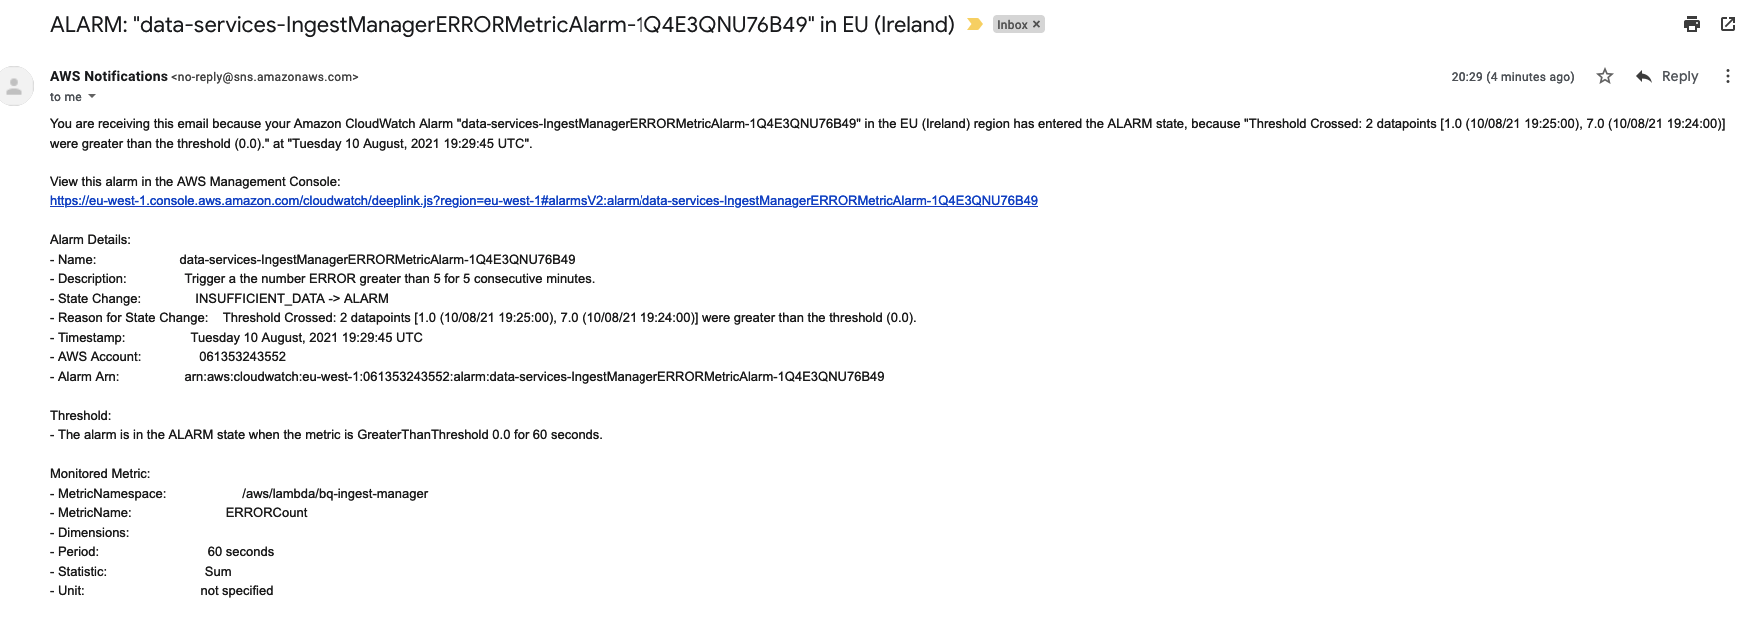 ALARM: "data-services-IngestManagerERRORMetricAlarm-1Q4E3QNU76B49" in EU (Ireland) Inbox ×
AWS Notifications <no-reply@sns.amazonaws.com> 20:29 (4 minutes ago) Reply
to me
You are receiving this email because your Amazon CloudWatch Alarm "data-services-IngestManagerERRORMetricAlarm-1Q4E3QNU76B49" in the EU (Ireland) region has entered the ALARM state, because "Threshold Crossed: 2 datapoints [1.0 (10/08/21 19:25:00), 7.0 (10/08/21 19:24:00)]
were greater than the threshold (0.0)." at "Tuesday 10 August, 2021 19:29:45 UTC".
View this alarm in the AWS Management Console:
https://eu-west-1.console.aws.amazon.com/cloudwatch/deeplink.js?region=eu-west-1#alarmsV2:alarm/data-services-IngestManagerERRORMetricAlarm-1Q4E3QNU76B49
Alarm Details:
- Name: data-services-IngestManagerERRORMetricAlarm-1Q4E3QNU76B49
- Description: Trigger a the number ERROR greater than 5 for 5 consecutive minutes.
- State Change: INSUFFICIENT_DATA -> ALARM
- Reason for State Change: Threshold Crossed: 2 datapoints [1.0 (10/08/21 19:25:00), 7.0 (10/08/21 19:24:00)] were greater than the threshold (0.0).
- Timestamp: Tuesday 10 August, 2021 19:29:45 UTC
- AWS Account: 061353243552
- Alarm Arn: arn:aws:cloudwatch:eu-west-1:061353243552:alarm:data-services-IngestManagerERRORMetricAlarm-1Q4E3QNU76B49
Threshold:
- The alarm is in the ALARM state when the metric is GreaterThanThreshold 0.0 for 60 seconds.
Monitored Metric:
- MetricNamespace: /aws/lambda/bq-ingest-manager
- MetricName: ERRORCount
- Dimensions:
- Period: 60 seconds
- Statistic: Sum
- Unit: not specified